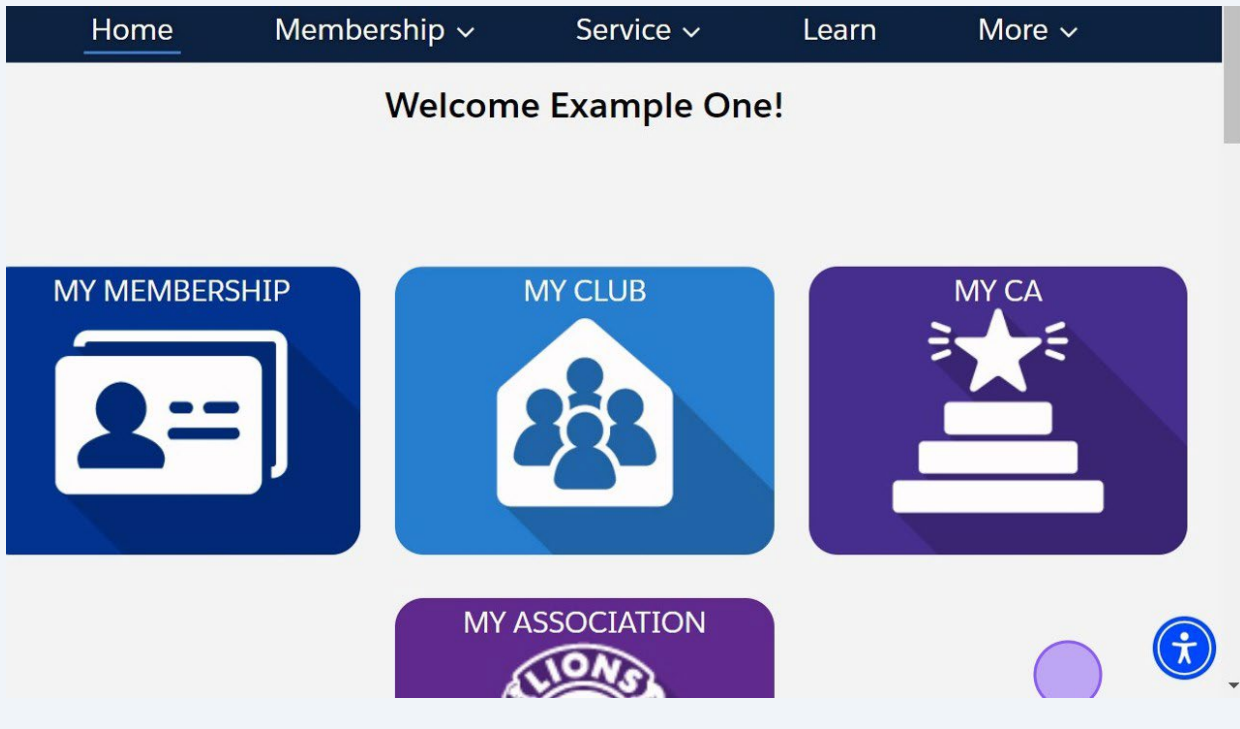 Home Membership Service Learn More
Welcome Example One!
MY MEMBERSHIP MY CLUB MY CA
MY ASSOCIATION
LIONS